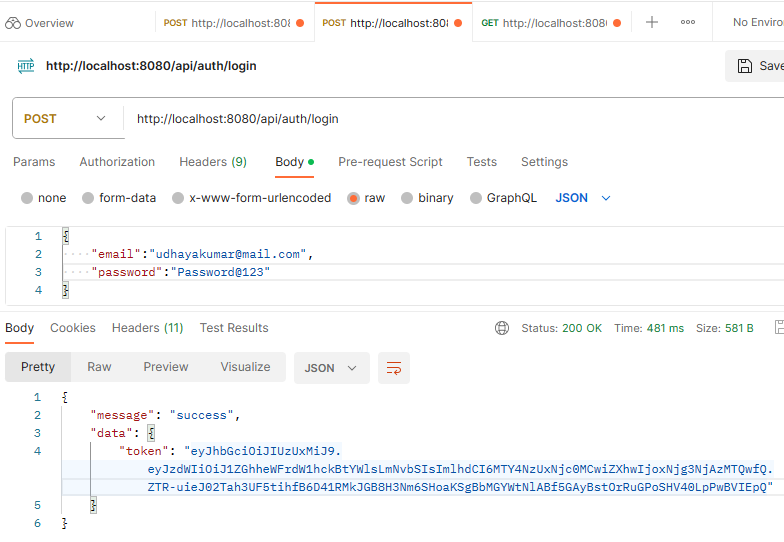 Overview POST http://localhost:808 POST http://localhost:808 GET http://localhost:808 No Enviro
HTTP http://localhost:8080/api/auth/login Save
POST http://localhost:8080/api/auth/login
Params Authorization Headers (9) Body Pre-request Script Tests Settings
none form-data x-www-form-urlencoded raw binary GraphQL JSON
1 {
2 "email":"udhayakumar@mail.com",
3 "password":"Password@123"
4 }
Body Cookies Headers (11) Test Results Status: 200 OK Time: 481 ms Size: 581 B
Pretty Raw Preview Visualize JSON
1 {
2 "message": "success",
3 "data": {
4 "token": "eyJhbGciOiJIUzUxMiJ9.
eyJzdWIiOiJ1ZGhheWFrdW1hckBtYWlsLmNvbSIsImlhdCI6MTY4NzUxNjc0MCwiZXhwIjoxNjg3NjAzMTQwfQ.
ZTR-uieJ02Tah3UF5tihfB6D41RMkJGB8H3Nm6SHoaKSgBbMGYWtNlABf5GAyBstOrRuGPoSHV40LpPwBVIEpQ"
5 }
6 }